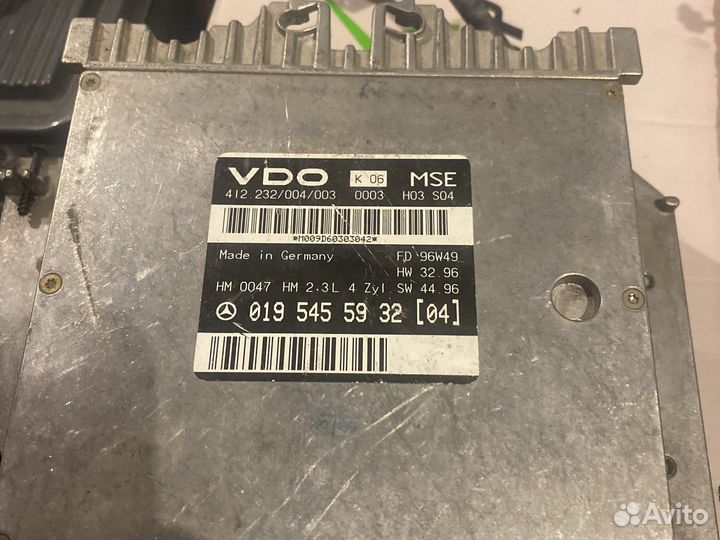 VDO K 06 MSE
412.232/004/003 0003 H03 S04
*M009D60303042*
Made in Germany FD 96W49
HW 32.96
HM 0047 HM 2.3L 4 Zyl. SW 44.96
019 545 59 32 [04]
Avito